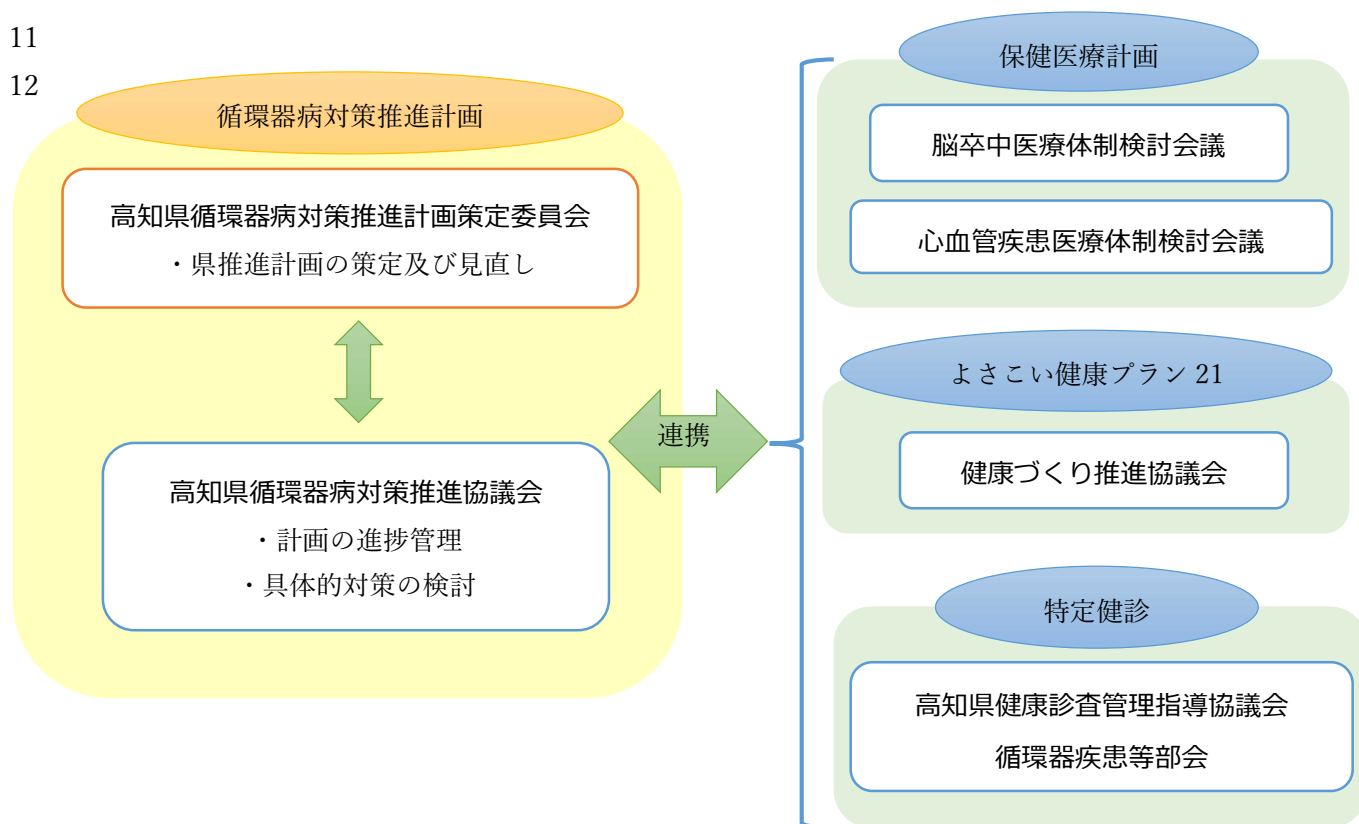 11
12
循環器病対策推進計画
高知県循環器病対策推進計画策定委員会
・県推進計画の策定及び見直し
高知県循環器病対策推進協議会
・計画の進捗管理
・具体的対策の検討
連携
保健医療計画
脳卒中医療体制検討会議
心血管疾患医療体制検討会議
よさこい健康プラン 21
健康づくり推進協議会
特定健診
高知県健康診査管理指導協議会
循環器疾患等部会